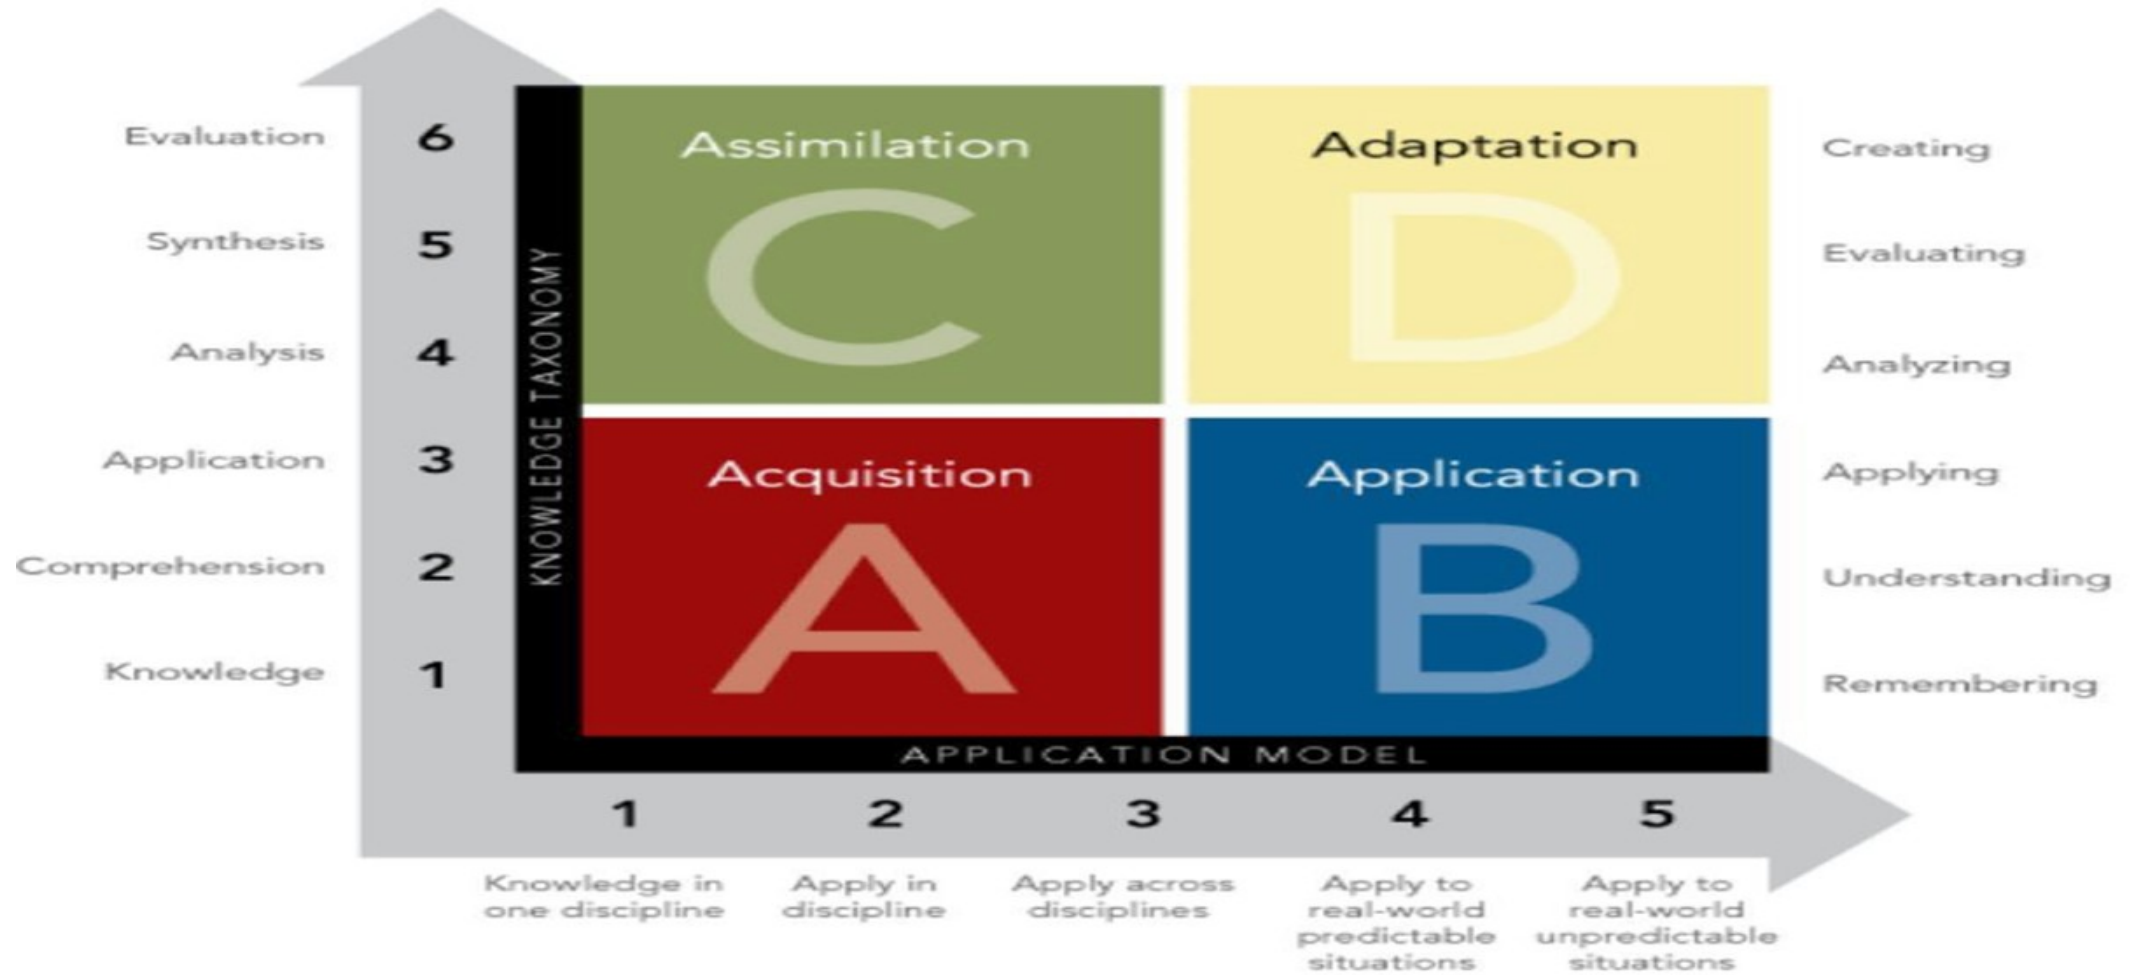 Evaluation
6
Synthesis
5
Analysis
4
Application
3
Comprehension
2
Knowledge
1
KNOWLEDGE TAXONOMY
Assimilation
C
Adaptation
D
Acquisition
A
Application
B
Creating
Evaluating
Analyzing
Applying
Understanding
Remembering
APPLICATION MODEL
1
2
3
4
5
Knowledge in
one discipline
Apply in
discipline
Apply across
disciplines
Apply to
real-world
predictable
situations
Apply to
real-world
unpredictable
situations